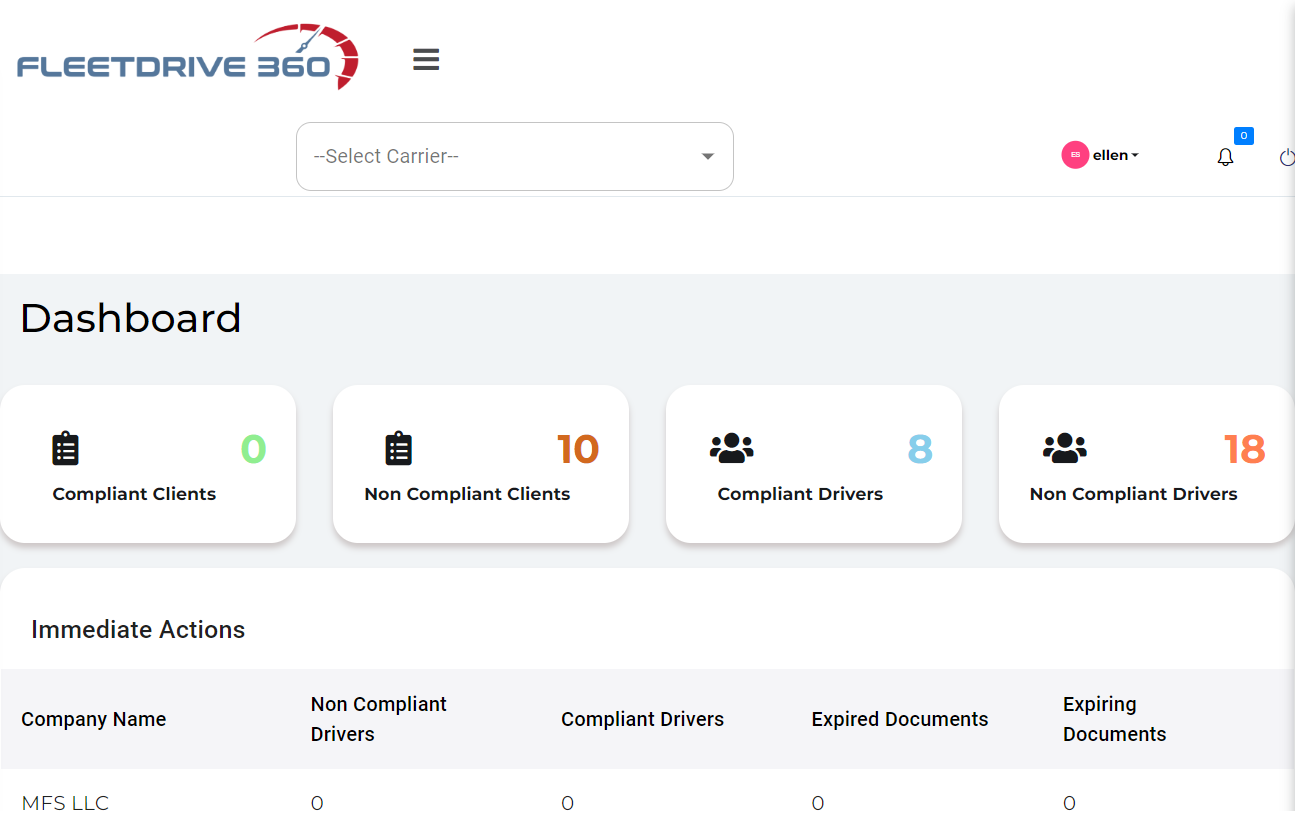 FLEETDRIVE 360
--Select Carrier--
EB
ellen
0
Dashboard
0
Compliant Clients
10
Non Compliant Clients
8
Compliant Drivers
18
Non Compliant Drivers
Immediate Actions
Company Name
Non Compliant
Drivers
Compliant Drivers
Expired Documents
Expiring
Documents
MFS LLC
0
0
0
0